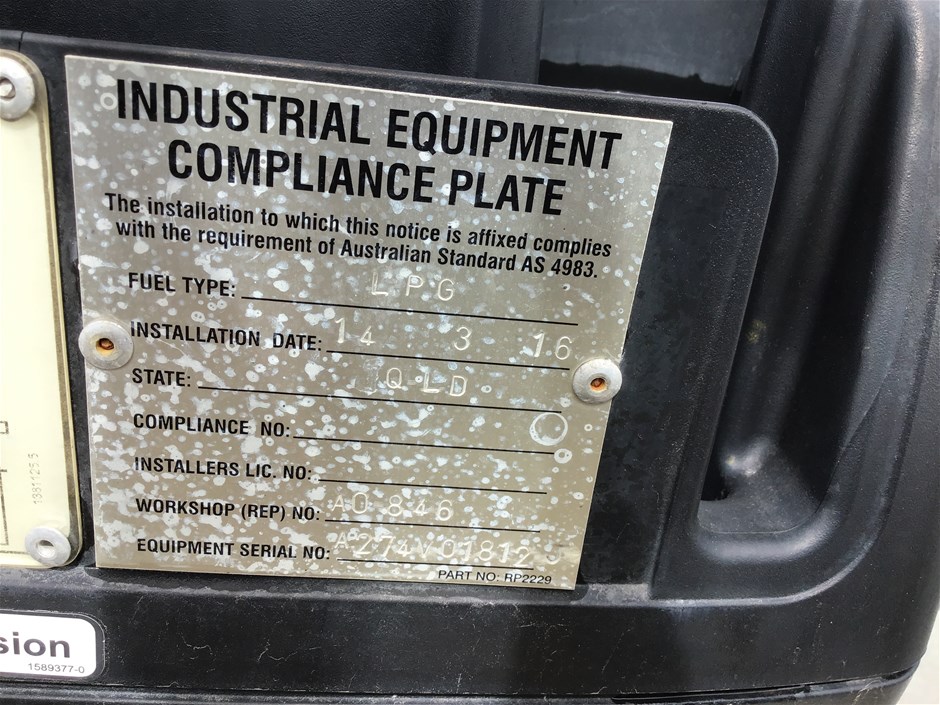 INDUSTRIAL EQUIPMENT
COMPLIANCE PLATE
The installation to which this notice is affixed complies
with the requirement of Australian Standard AS 4983.
FUEL TYPE: LPG
INSTALLATION DATE: 14 3 16
STATE: QLD
COMPLIANCE NO:
INSTALLERS LIC. NO:
WORKSHOP (REP) NO: AO 846
EQUIPMENT SERIAL NO:
PART NO: RP2229
1381125 5
sion
1589377-0